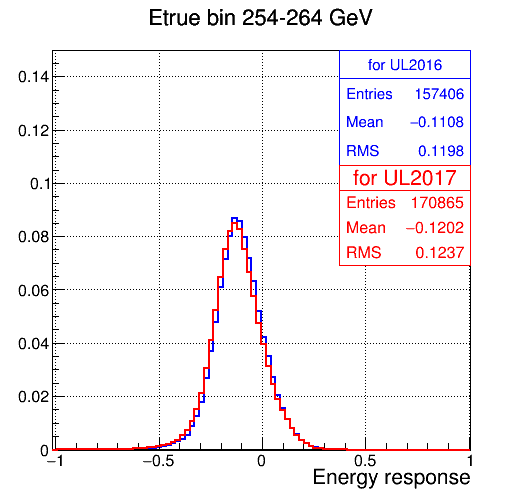 Etrue bin 254-264 GeV
for UL2016
Entries 157406
Mean −0.1108
RMS 0.1198
for UL2017
Entries 170865
Mean −0.1202
RMS 0.1237
0.14
0.12
0.1
0.08
0.06
0.04
0.02
0
−1 −0.5 0 0.5 1
Energy response